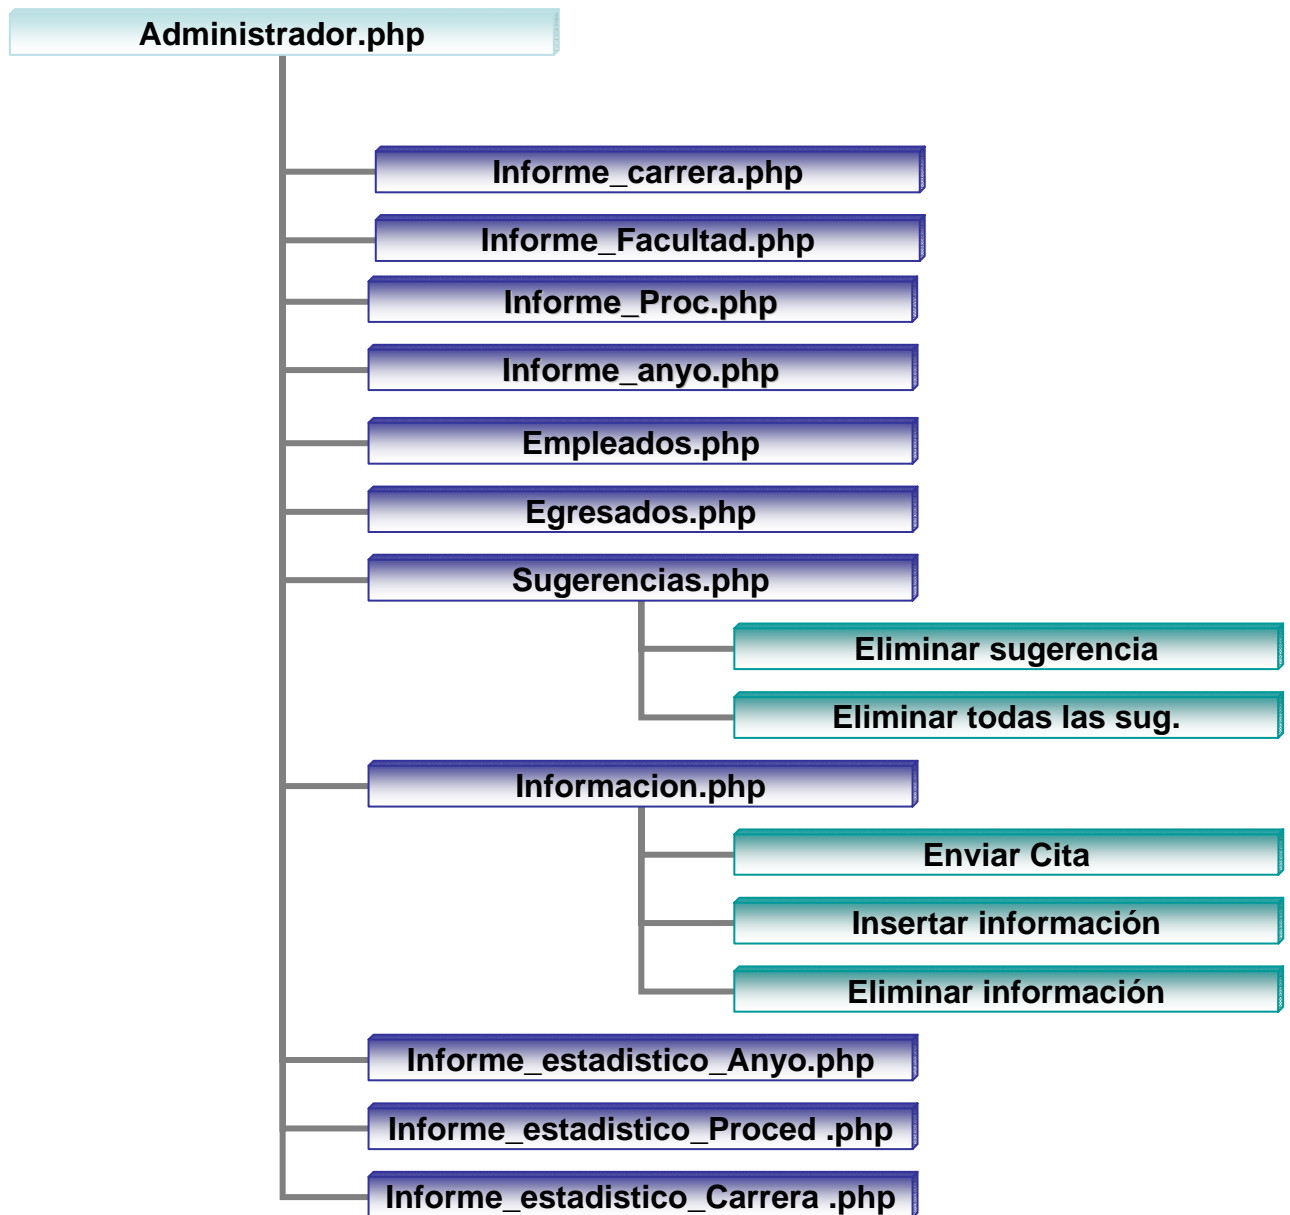 Administrador.php
Informe_carrera.php
Informe_Facultad.php
Informe_Proc.php
Informe_anyo.php
Empleados.php
Egresados.php
Sugerencias.php
Eliminar sugerencia
Eliminar todas las sug.
Informacion.php
Enviar Cita
Insertar información
Eliminar información
Informe_estadistico_Anyo.php
Informe_estadistico_Proced .php
Informe_estadistico_Carrera .php